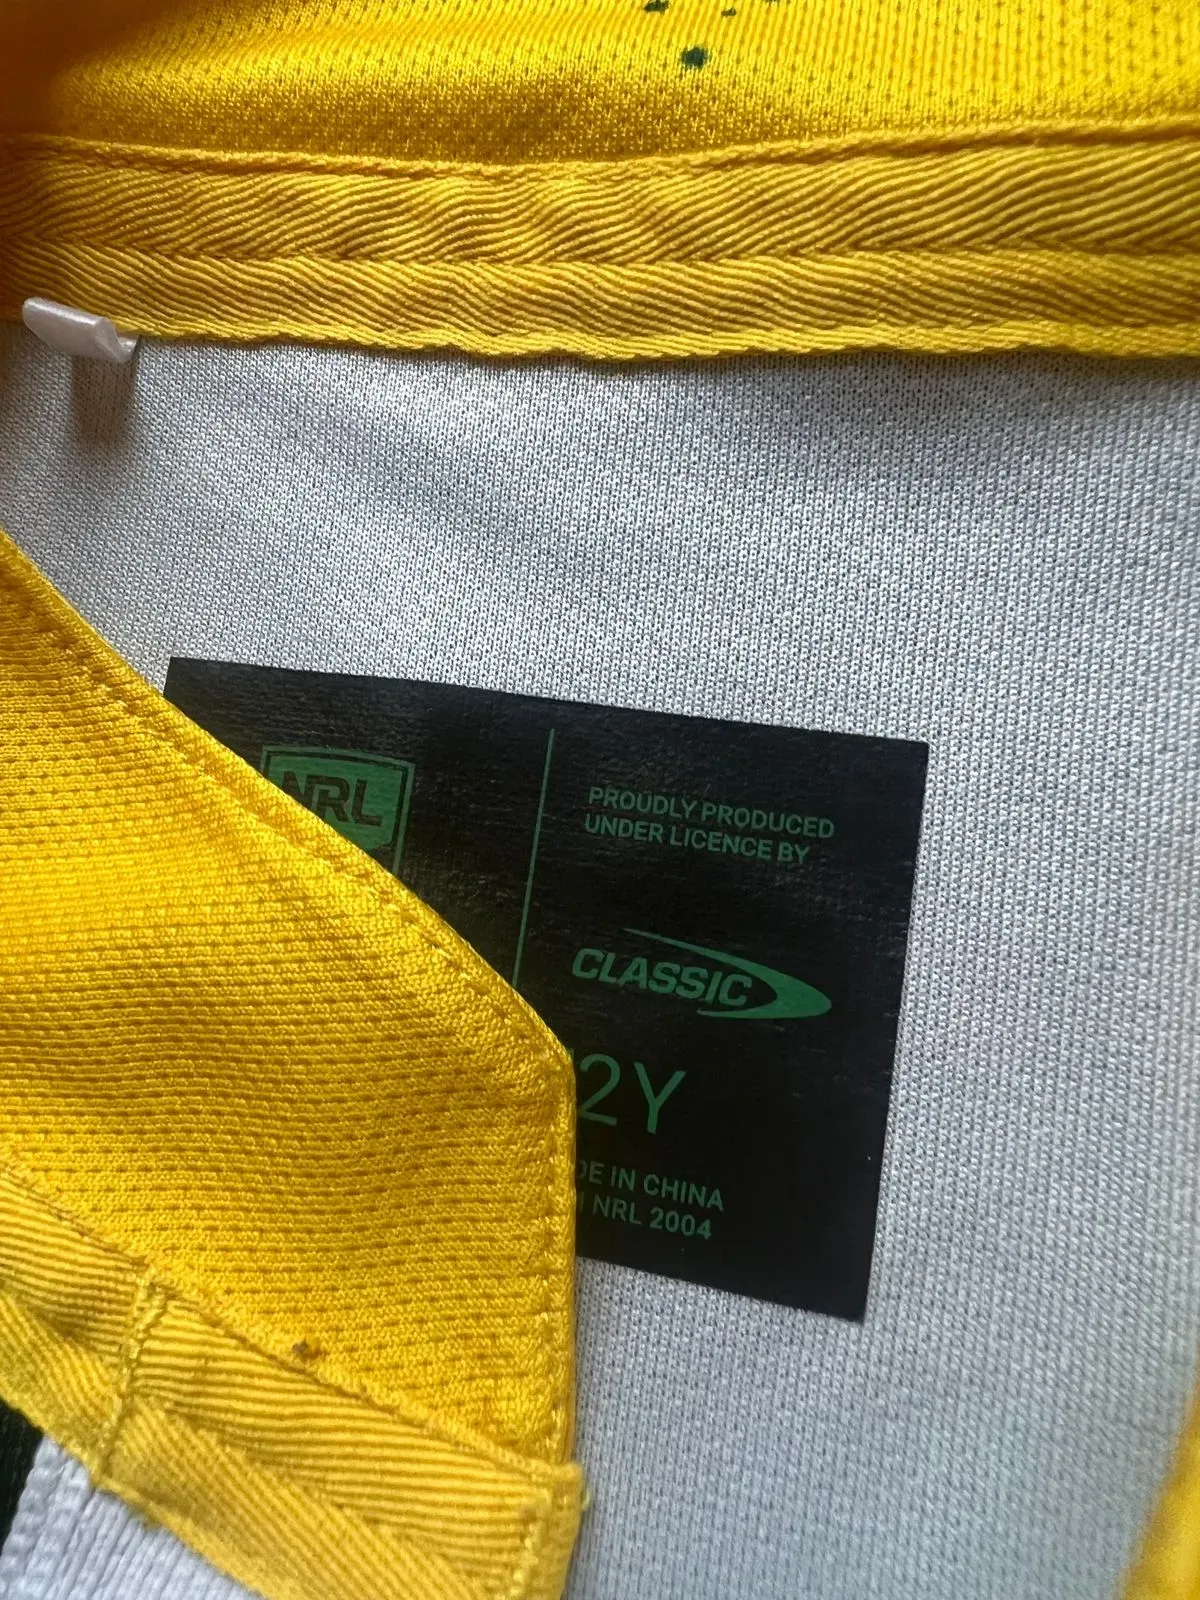 NRL
PROUDLY PRODUCED
UNDER LICENCE BY
CLASSIC
2Y
DE IN CHINA
NRL 2004